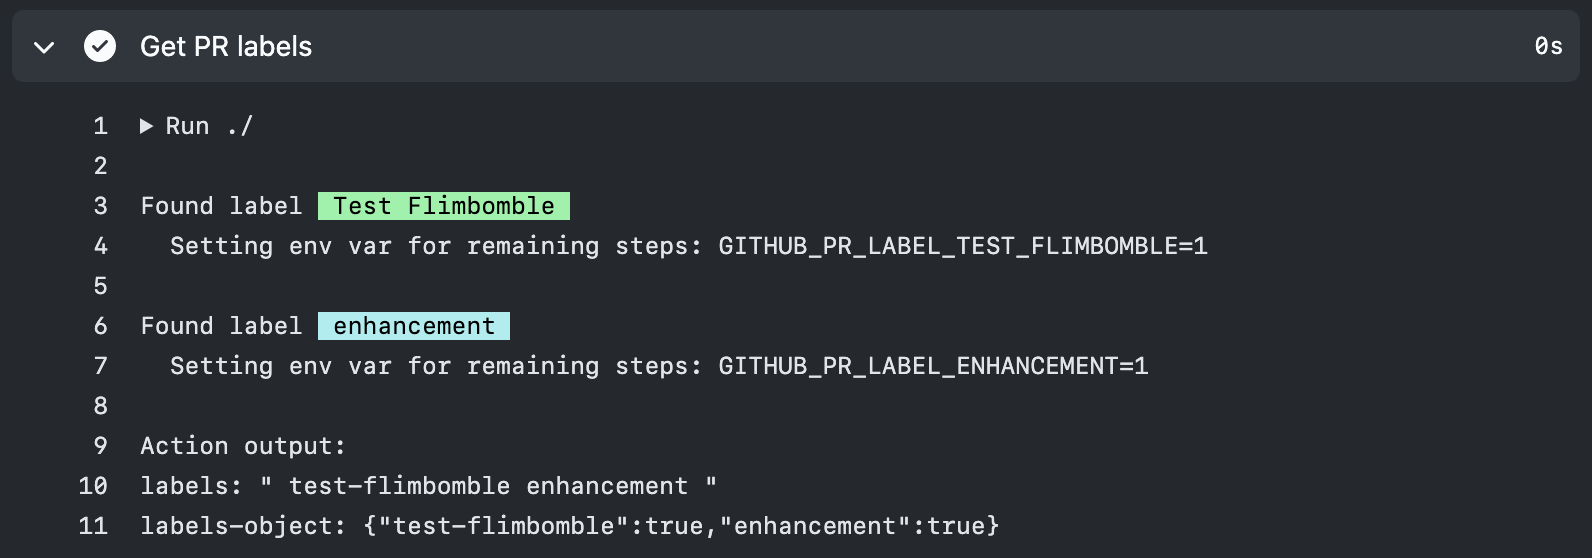 Get PR labels 0s
1 Run ./
2
3 Found label Test Flimbomble
4 Setting env var for remaining steps: GITHUB_PR_LABEL_TEST_FLIMBOMBLE=1
5
6 Found label enhancement
7 Setting env var for remaining steps: GITHUB_PR_LABEL_ENHANCEMENT=1
8
9 Action output:
10 labels: " test-flimbomble enhancement "
11 labels-object: {"test-flimbomble":true,"enhancement":true}